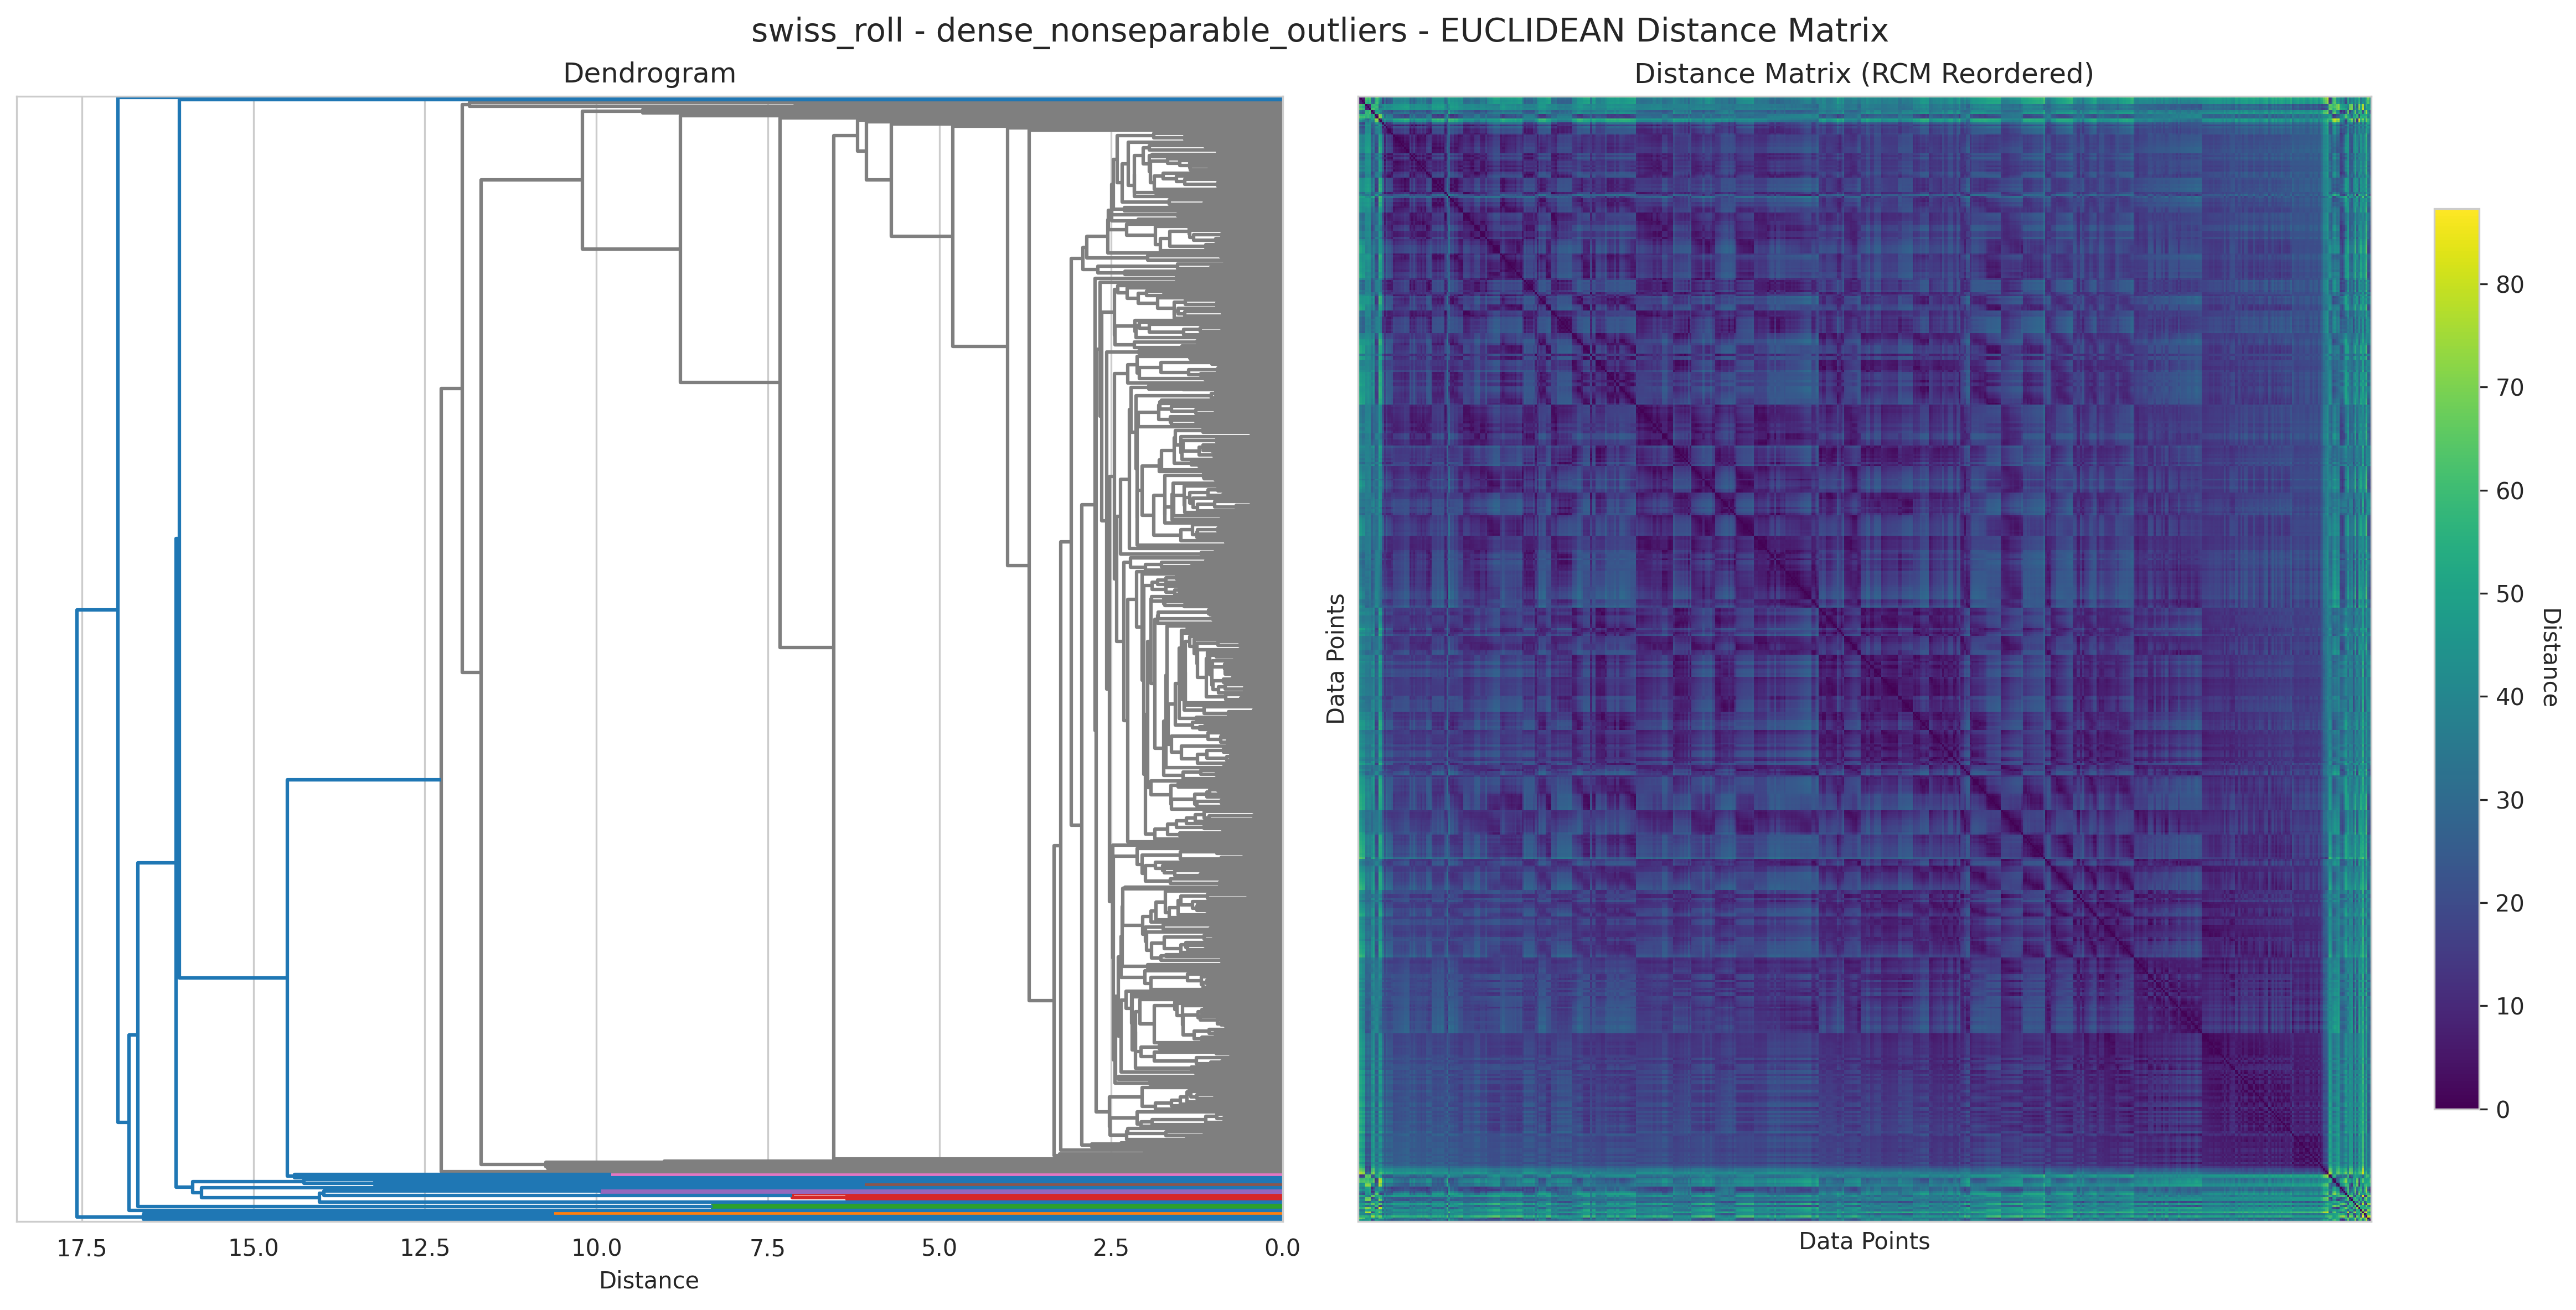 swiss_roll - dense_nonseparable_outliers - EUCLIDEAN Distance Matrix
Dendrogram
17.5 15.0 12.5 10.0 7.5 5.0 2.5 0.0
Distance
Distance Matrix (RCM Reordered)
Data Points
Data Points
80
70
60
50
40
30
20
10
0
Distance